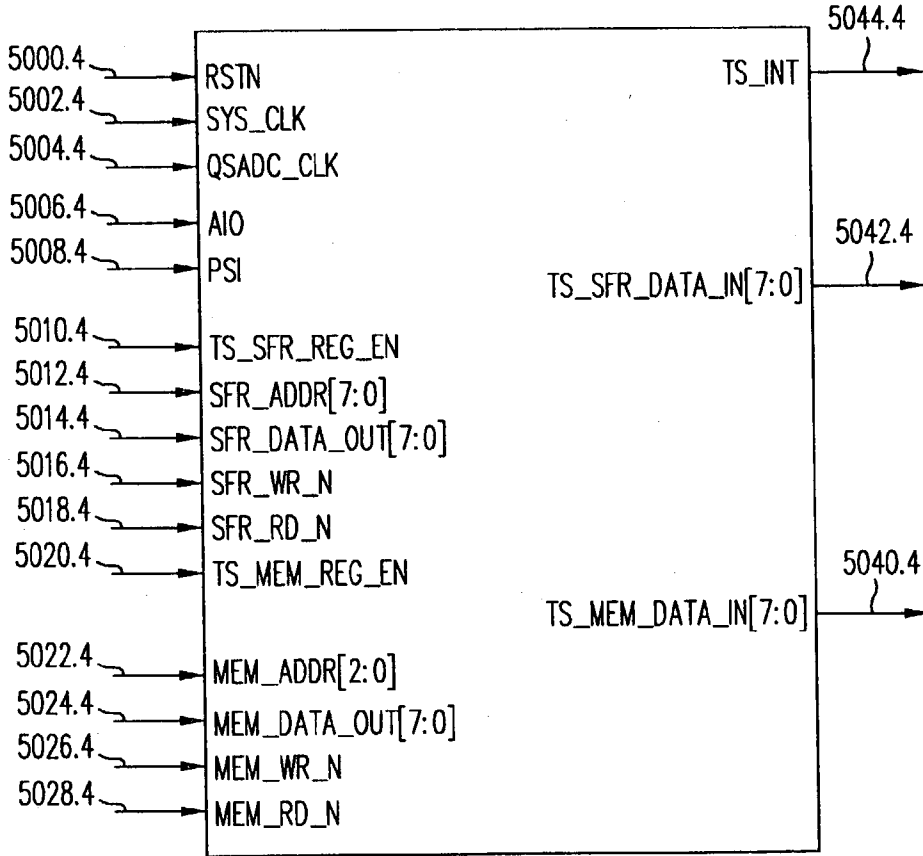 5000.4 RSTN
5002.4 SYS_CLK
5004.4 QSADC_CLK
5006.4 AIO
5008.4 PSI
5010.4 TS_SFR_REG_EN
5012.4 SFR_ADDR[7:0]
5014.4 SFR_DATA_OUT[7:0]
5016.4 SFR_WR_N
5018.4 SFR_RD_N
5020.4 TS_MEM_REG_EN
5022.4 MEM_ADDR[2:0]
5024.4 MEM_DATA_OUT[7:0]
5026.4 MEM_WR_N
5028.4 MEM_RD_N
TS_INT 5044.4
TS_SFR_DATA_IN[7:0] 5042.4
TS_MEM_DATA_IN[7:0] 5040.4